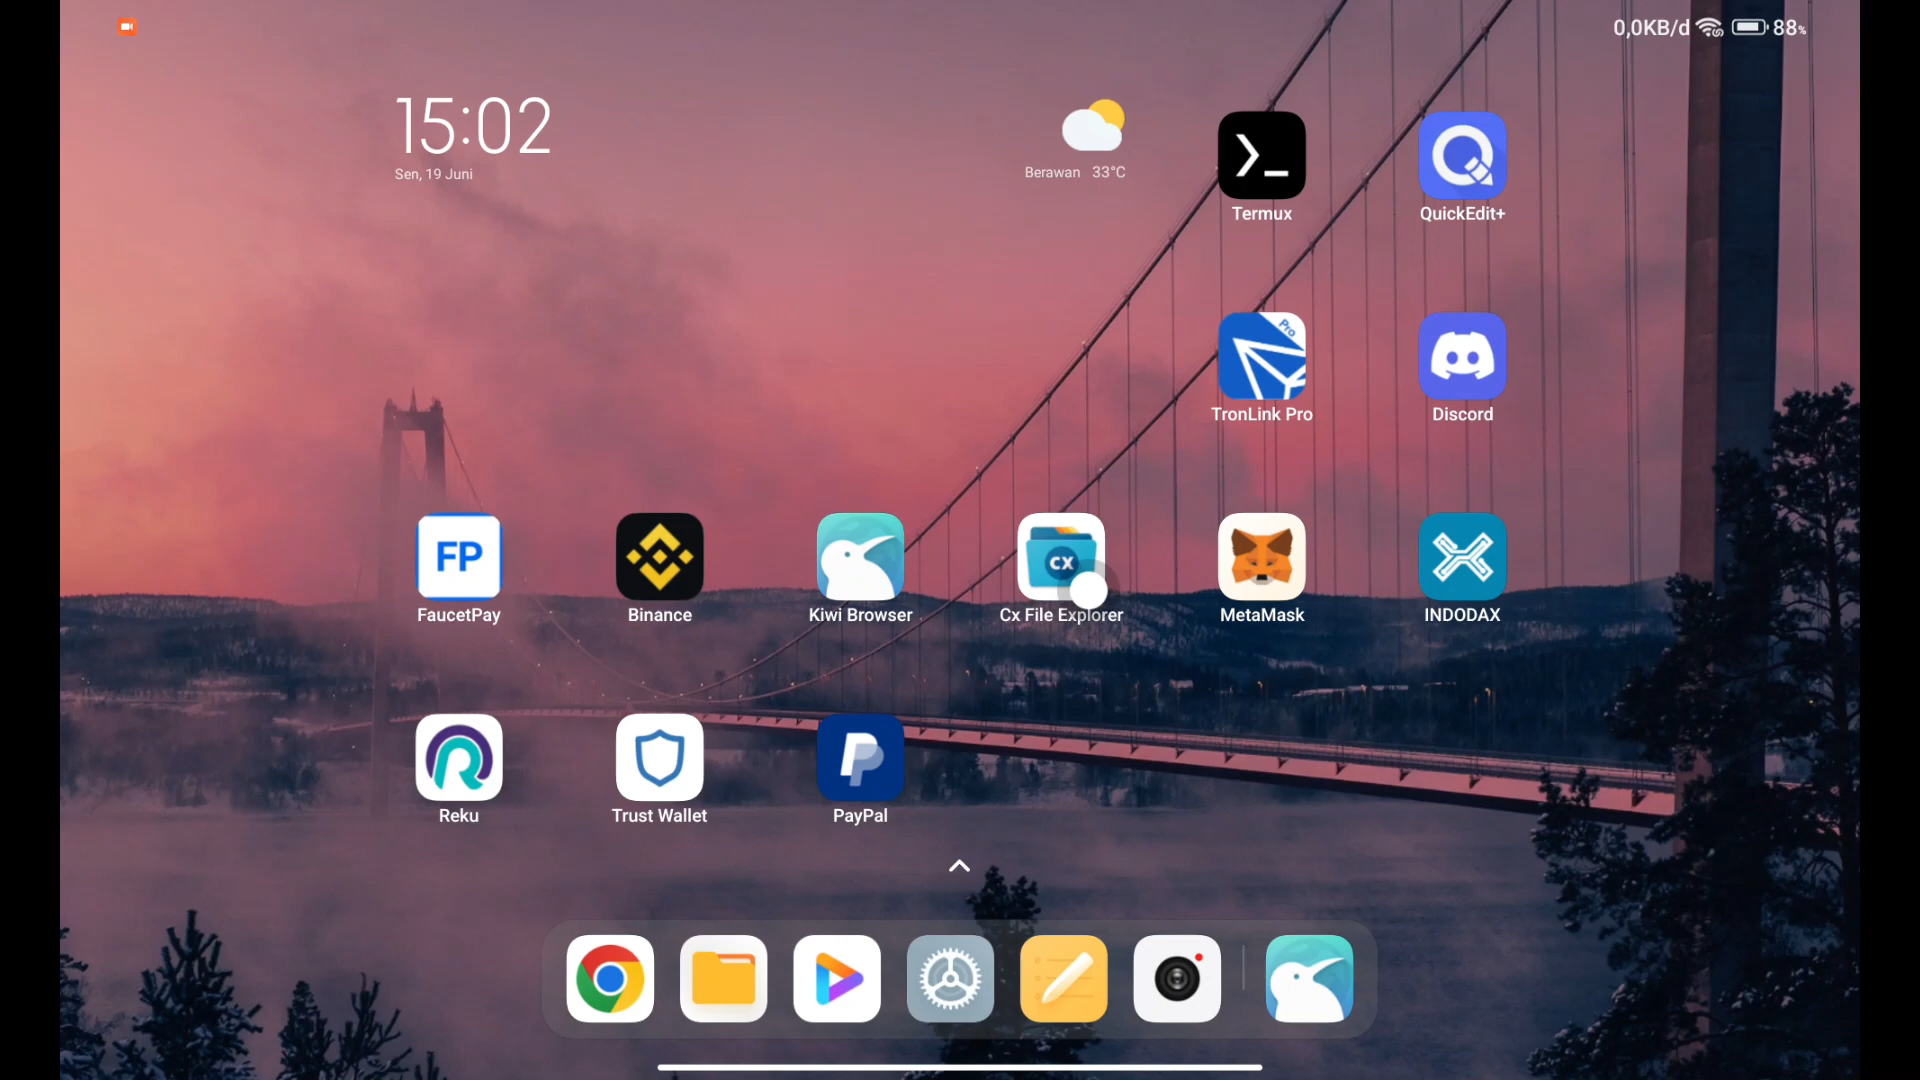 0,0KB/d 88%
15:02
Sen, 19 Juni
Berawan 33°C
Termux
QuickEdit+
Pro
TronLink Pro
Discord
FP
CX
FaucetPay
Binance
Kiwi Browser
Cx File Explorer
MetaMask
INDODAX
Reku
Trust Wallet
PayPal